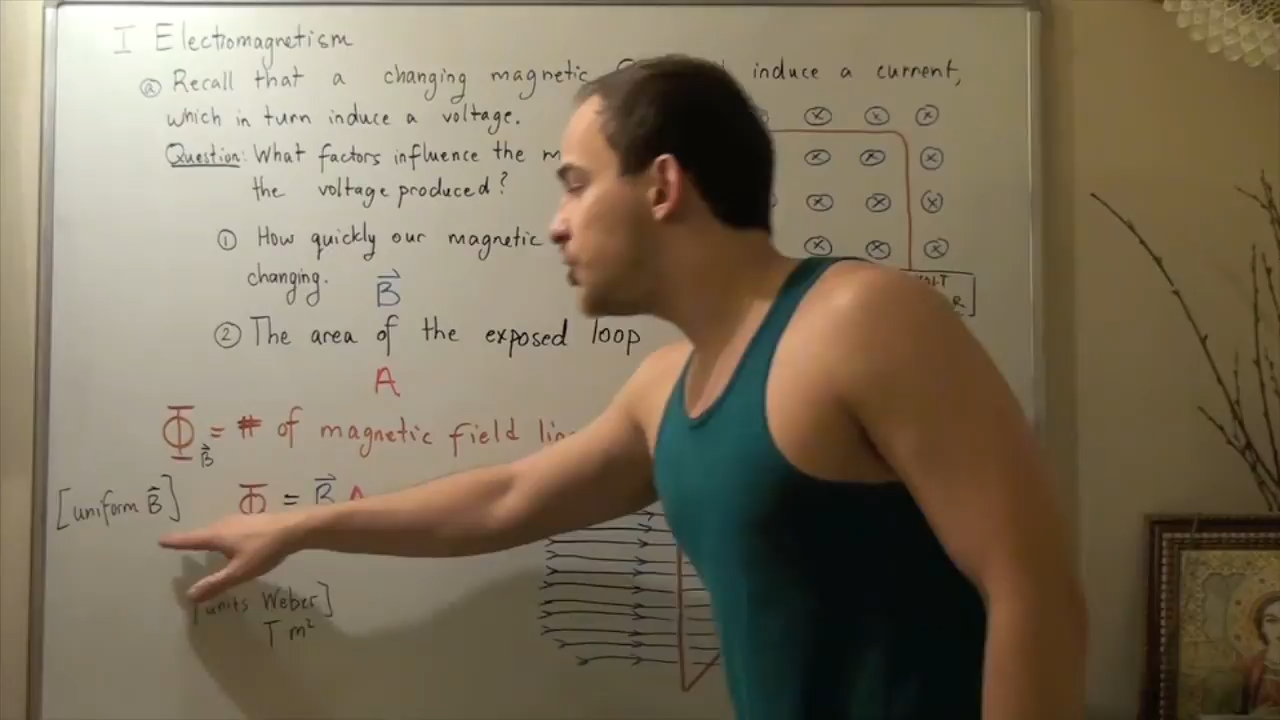 I Electromagnetism
ⓐ Recall that a changing magnetic induce a current,
which in turn induce a voltage.
Question: What factors influence the
the voltage produced?
① How quickly our magnetic
changing.
B⃗
② The area of the exposed loop
A
Φ_B⃗ = # of magnetic field
[uniform B⃗] Φ = B⃗ A
[units Weber]
T m²